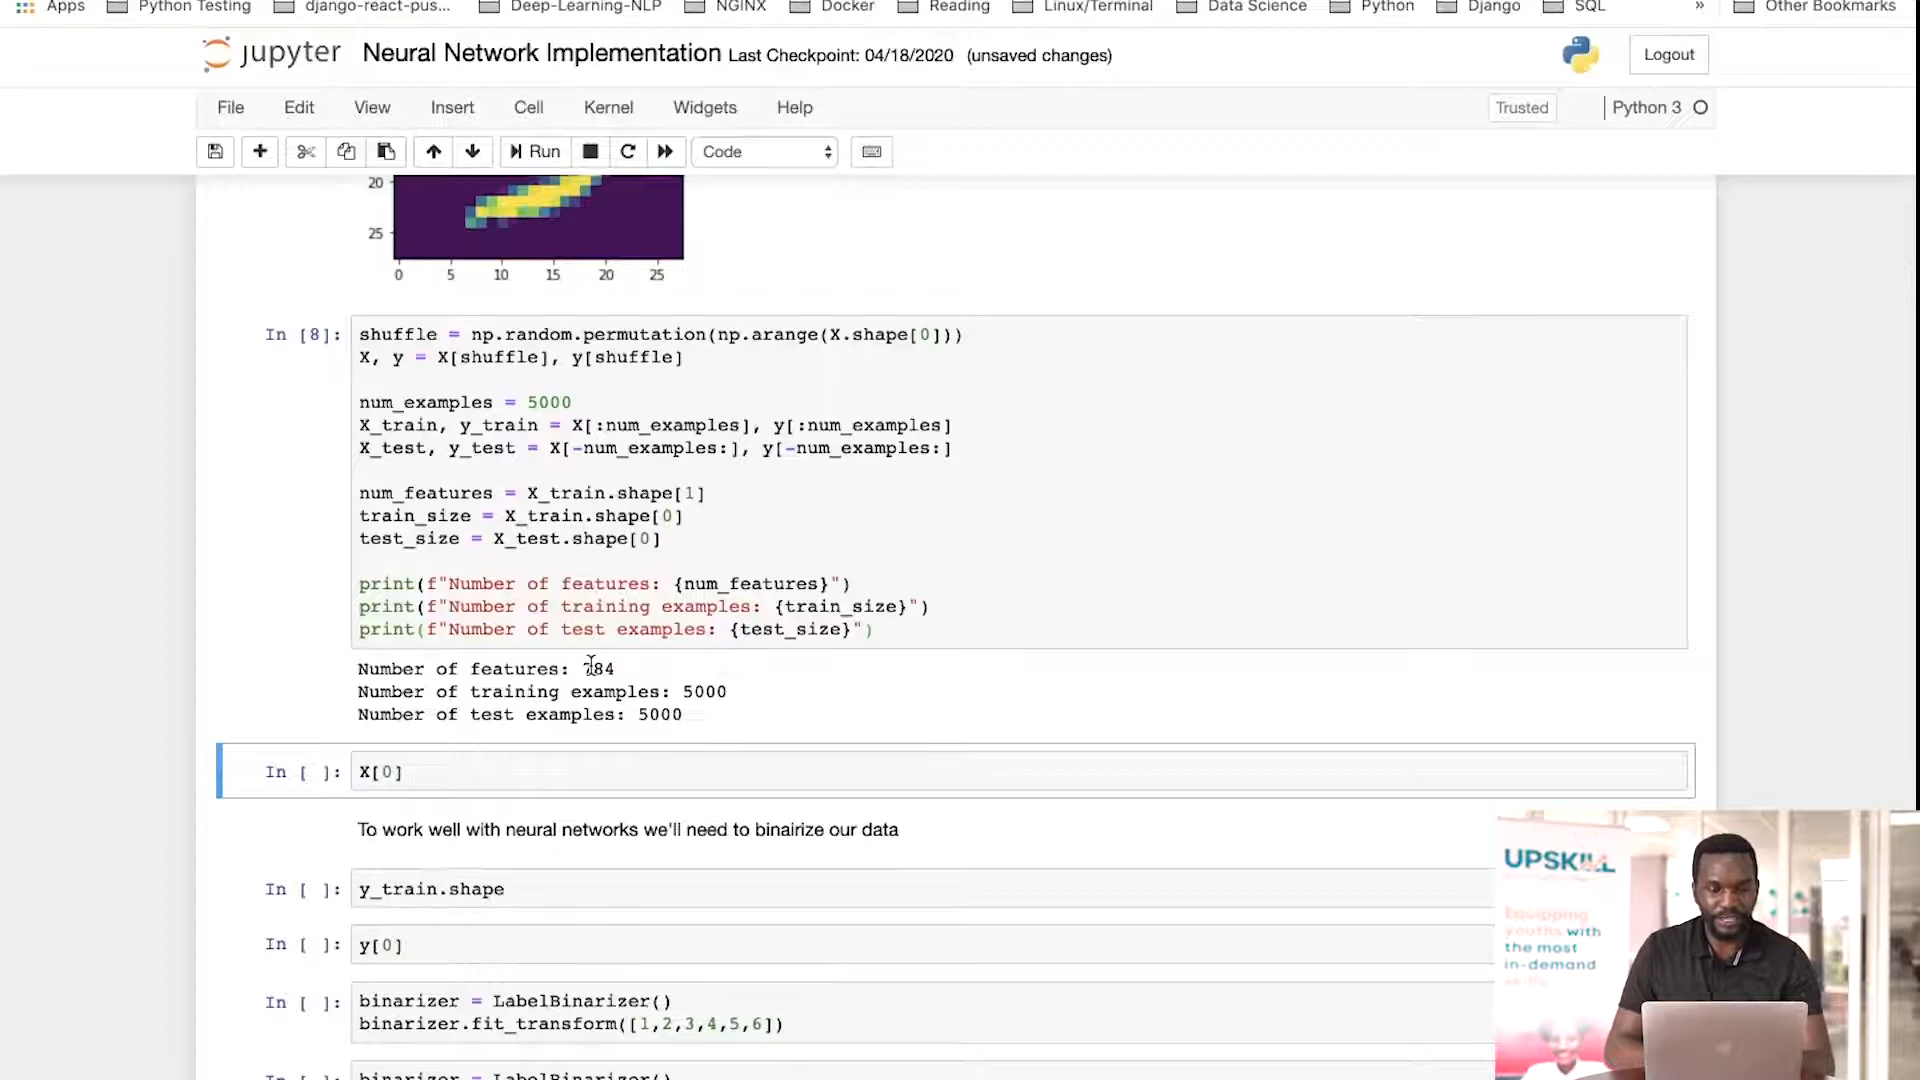 Apps Python Testing django-react-pus... Deep-Learning-NLP NGINX Docker Reading Linux/Terminal Data Science Python Django SQL » Other Bookmarks
jupyter Neural Network Implementation Last Checkpoint: 04/18/2020 (unsaved changes) Logout
File Edit View Insert Cell Kernel Widgets Help Trusted Python 3
Run Code
20
25
0 5 10 15 20 25
In [8]: shuffle = np.random.permutation(np.arange(X.shape[0]))
X, y = X[shuffle], y[shuffle]
num_examples = 5000
X_train, y_train = X[:num_examples], y[:num_examples]
X_test, y_test = X[-num_examples:], y[-num_examples:]
num_features = X_train.shape[1]
train_size = X_train.shape[0]
test_size = X_test.shape[0]
print(f"Number of features: {num_features}")
print(f"Number of training examples: {train_size}")
print(f"Number of test examples: {test_size}")
Number of features: 784
Number of training examples: 5000
Number of test examples: 5000
In [ ]: X[0]
To work well with neural networks we'll need to binairize our data
In [ ]: y_train.shape
In [ ]: y[0]
In [ ]: binarizer = LabelBinarizer()
binarizer.fit_transform([1,2,3,4,5,6])
In [ ]: binarizer = LabelBinarizer()
UPSKILL
Equipping
youths with
the most
in-demand